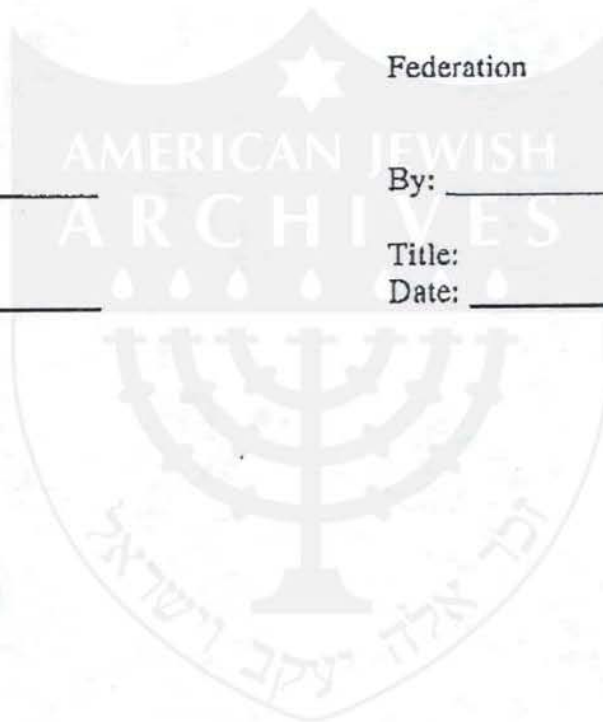 Federation
AMERICAN JEWISH
By:
ARCHIVES
Title:
Date:
זכר אלה יעקב וישראל